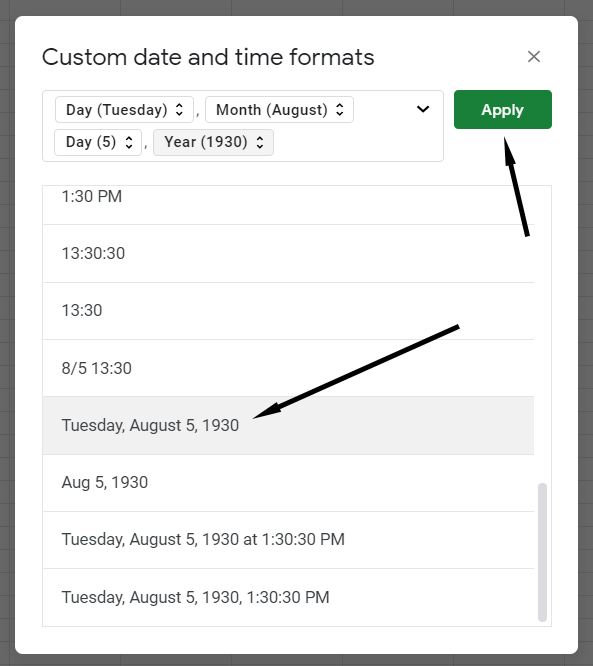 Custom date and time formats
Day (Tuesday) , Month (August)
Day (5) , Year (1930)
Apply
1:30 PM
13:30:30
13:30
8/5 13:30
Tuesday, August 5, 1930
Aug 5, 1930
Tuesday, August 5, 1930 at 1:30:30 PM
Tuesday, August 5, 1930, 1:30:30 PM